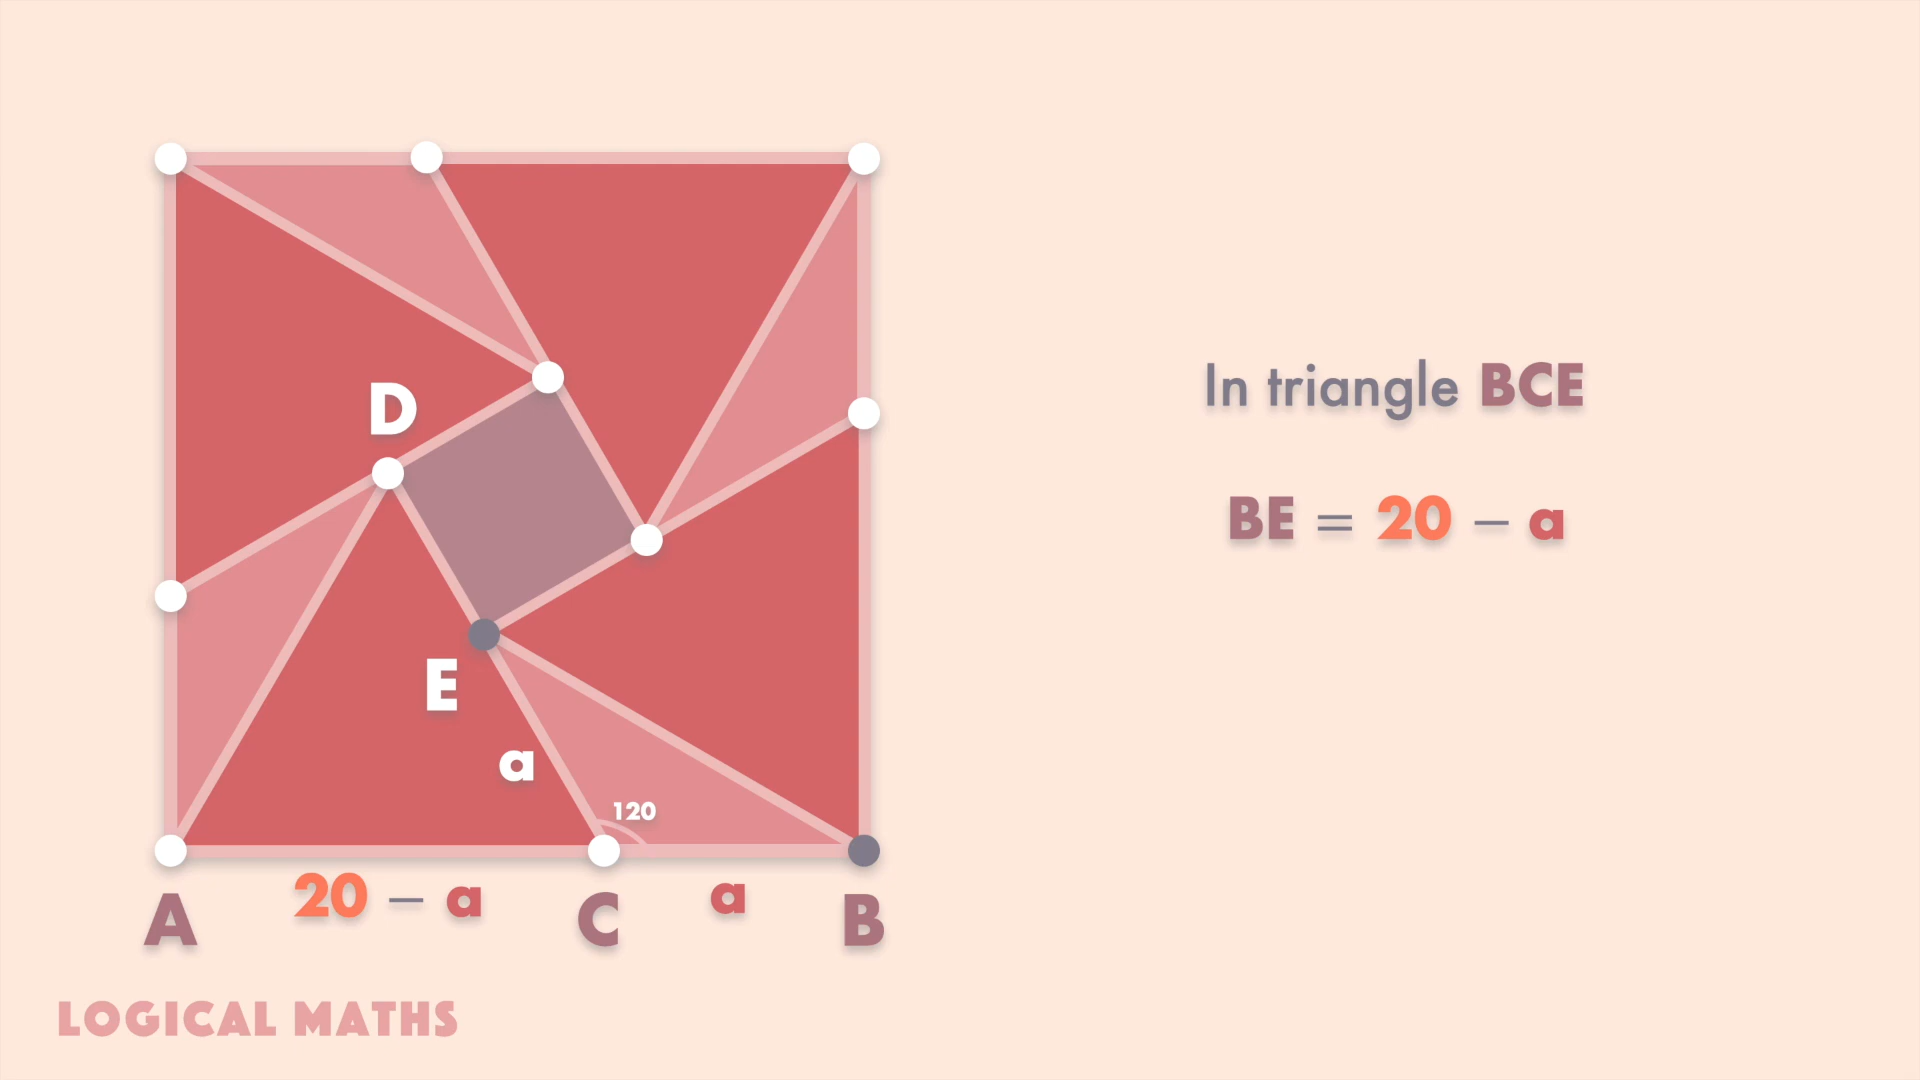 In triangle BCE
D
BE = 20 − a
E
a
120
20 − a
a
A
C
B
LOGICAL MATHS